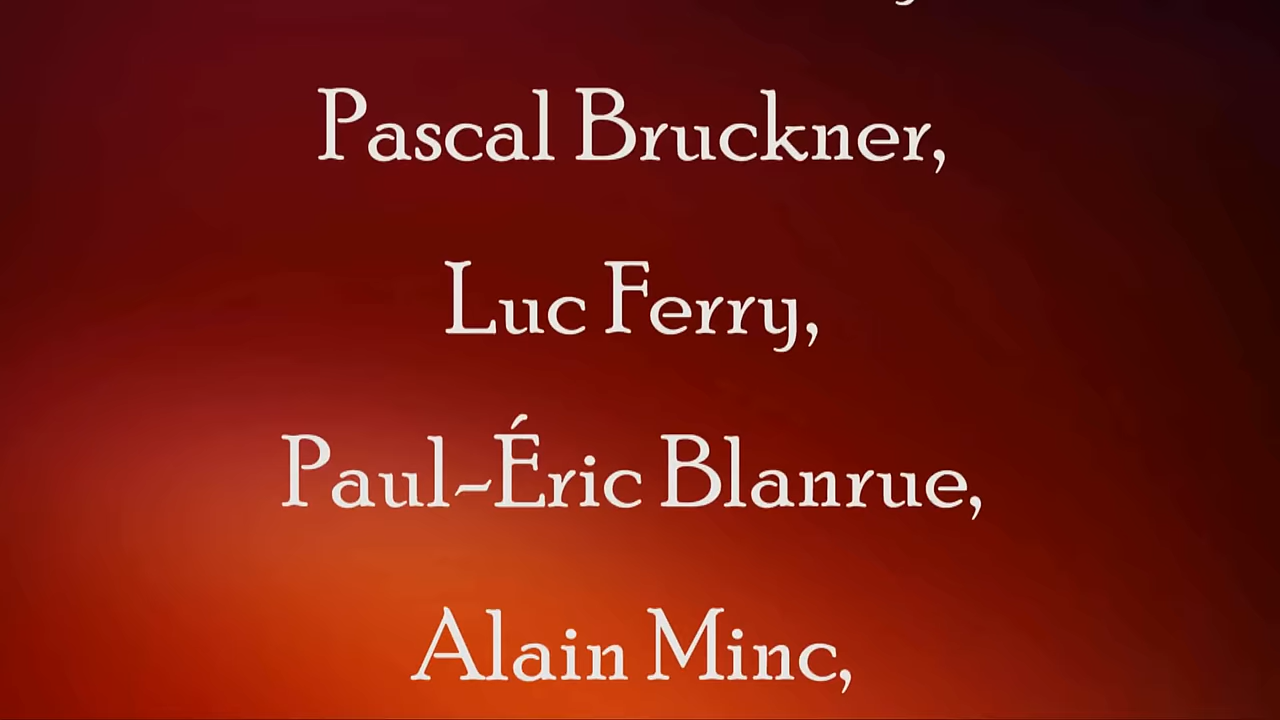 Pascal Bruckner,
Luc Ferry,
Paul-Éric Blanrue,
Alain Minc,